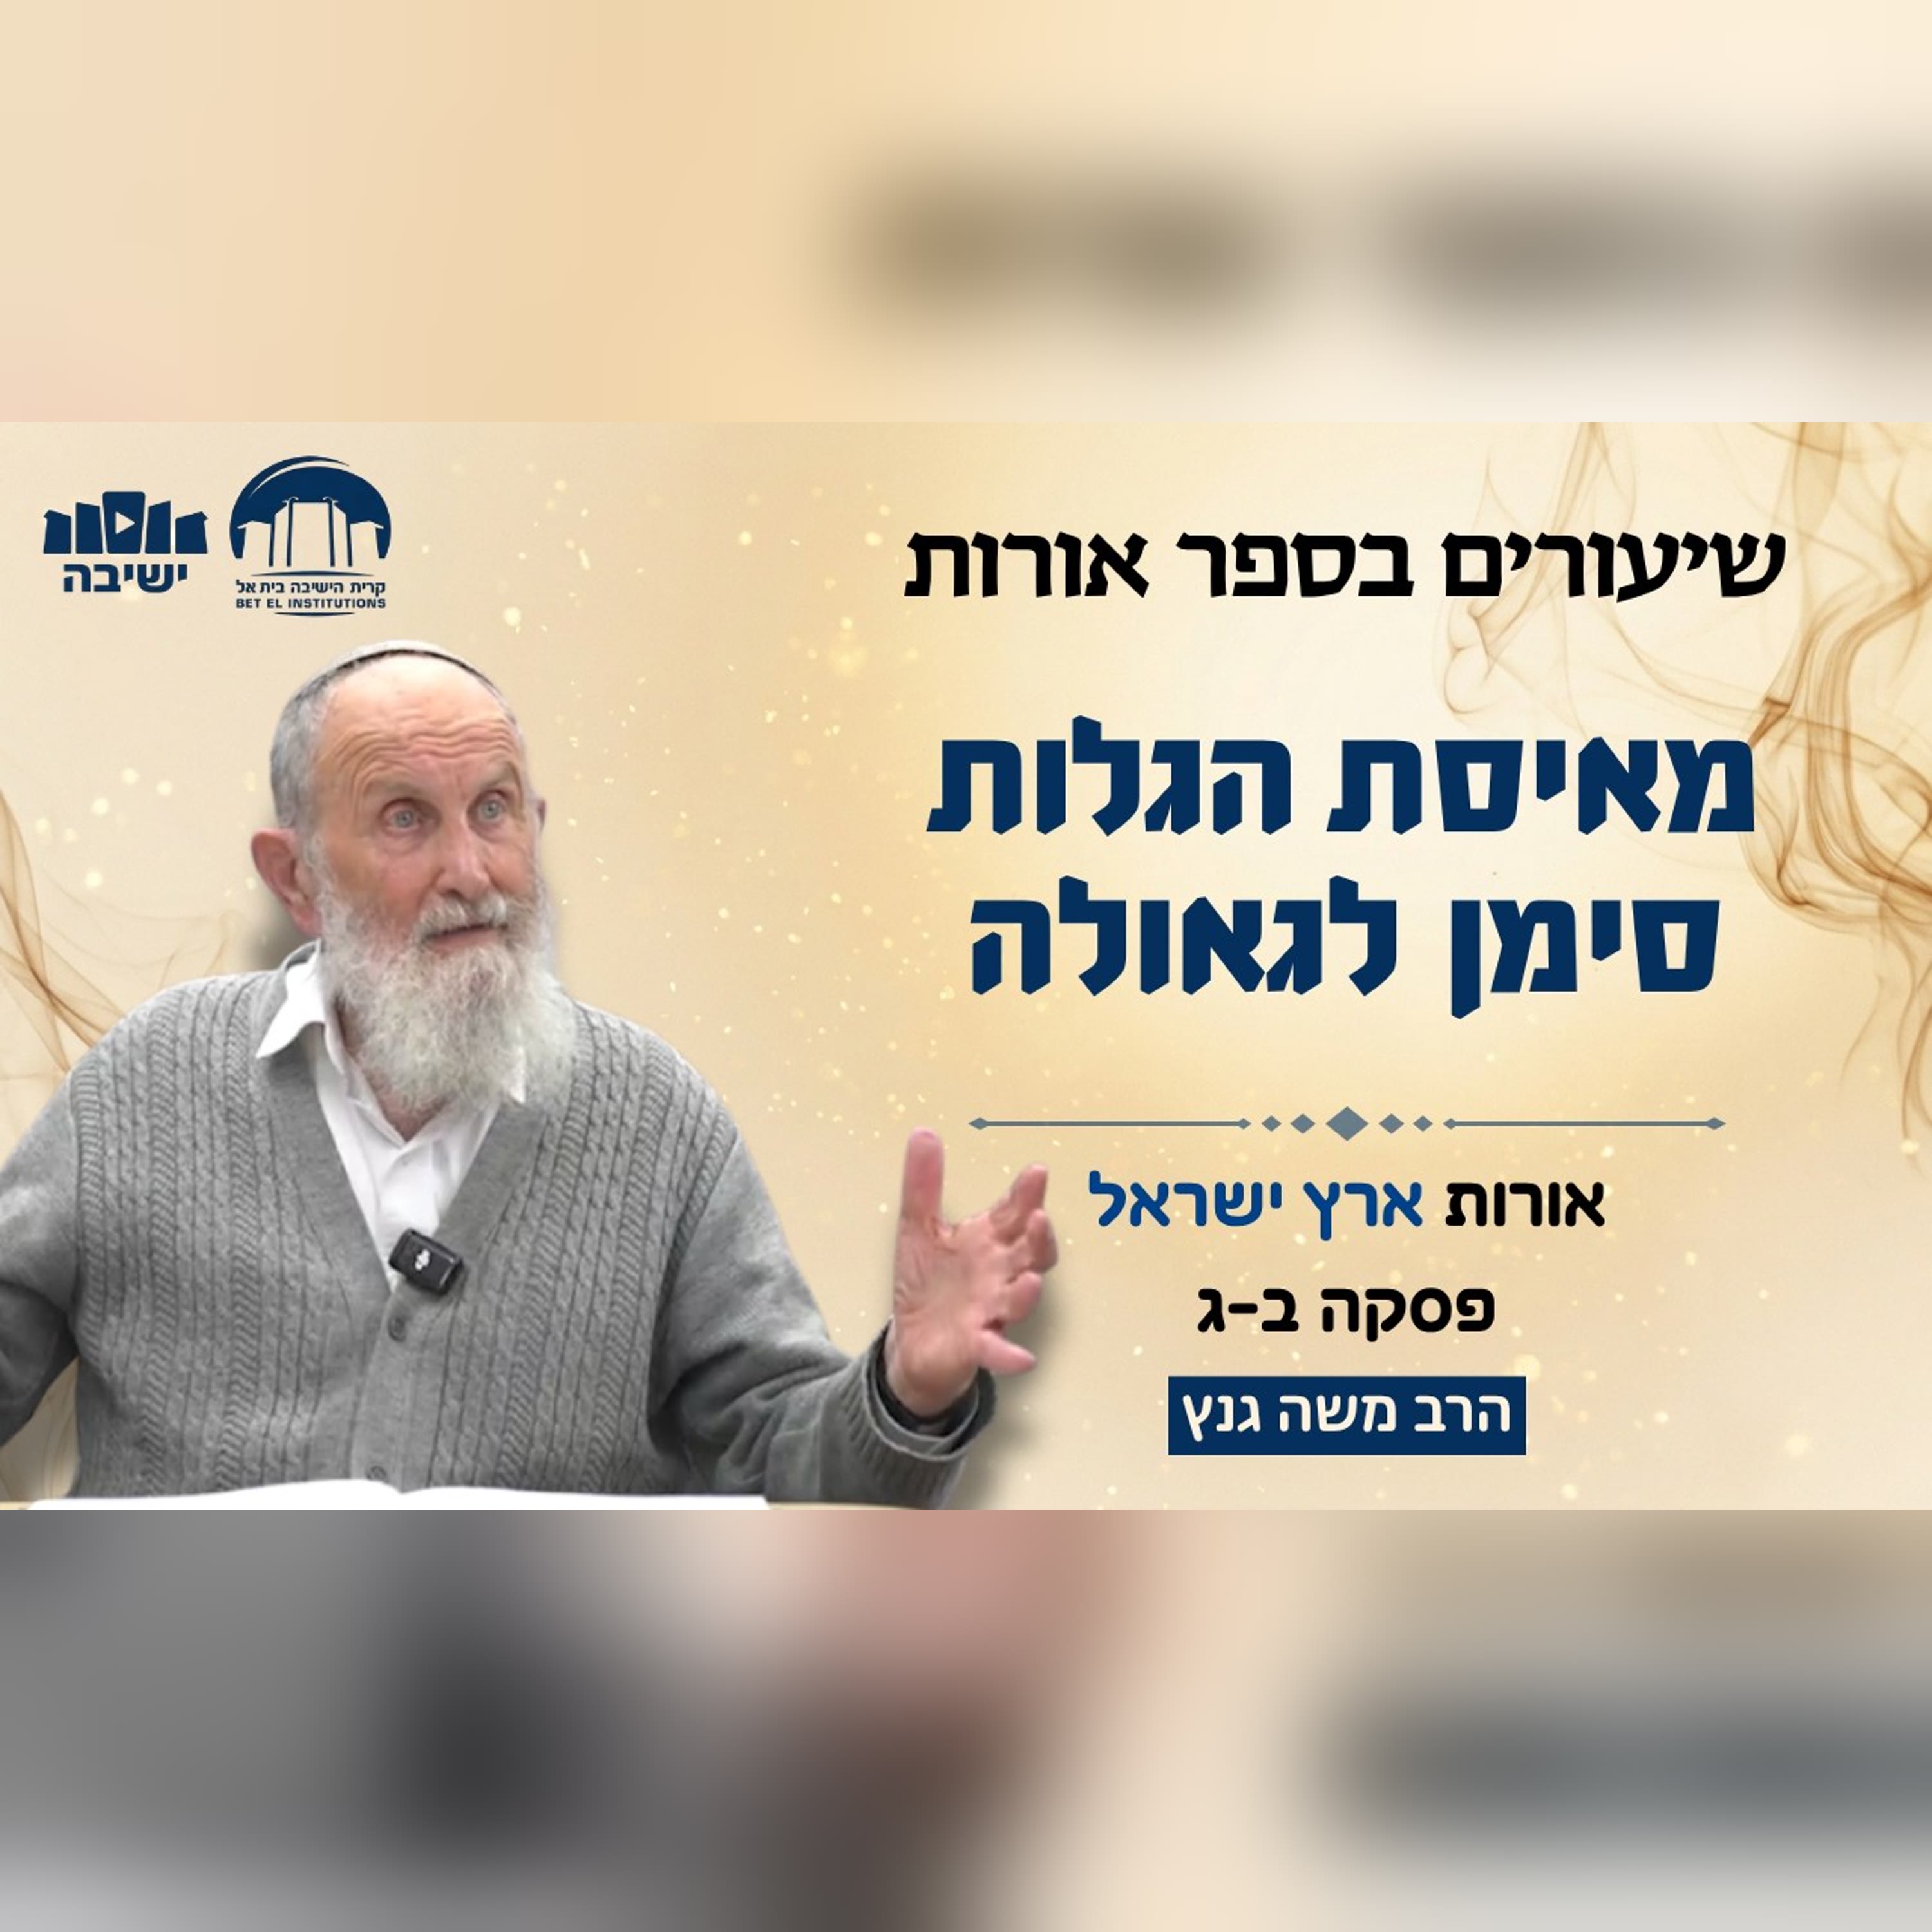 שיעורים בספר אורות
מאיסת הגלות
סימן לגאולה
אורות ארץ ישראל
פסקה ב-ג
הרב משה גנץ
ישיבה
קרית הישיבה בית אל
BET EL INSTITUTIONS